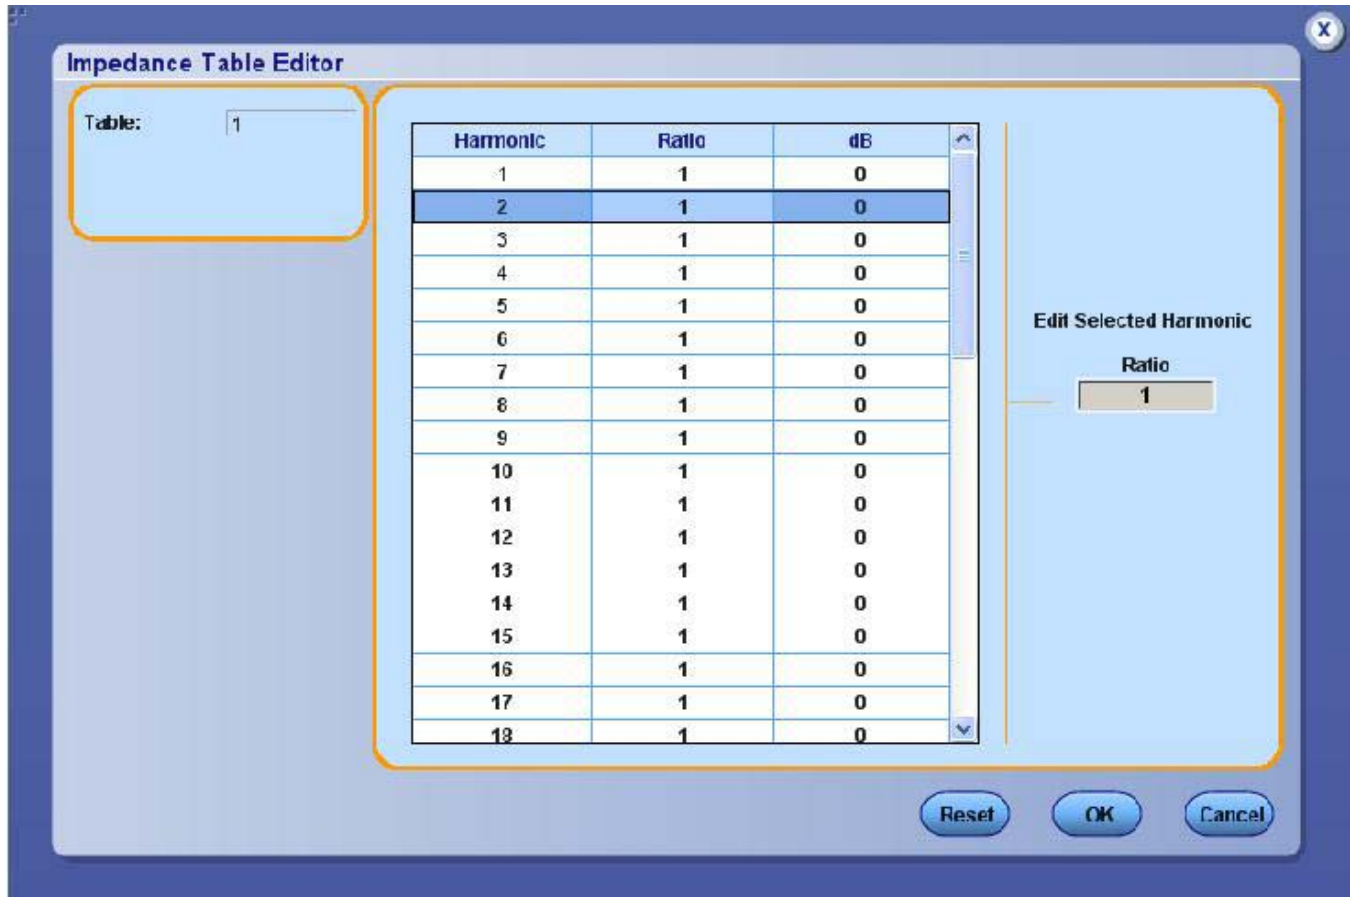 X
Impedance Table Editor
Table: 1
Harmonic Ratio dB
1 1 0
2 1 0
3 1 0
4 1 0
5 1 0
6 1 0
7 1 0
8 1 0
9 1 0
10 1 0
11 1 0
12 1 0
13 1 0
14 1 0
15 1 0
16 1 0
17 1 0
18 1 0
Edit Selected Harmonic
Ratio
1
Reset OK Cancel